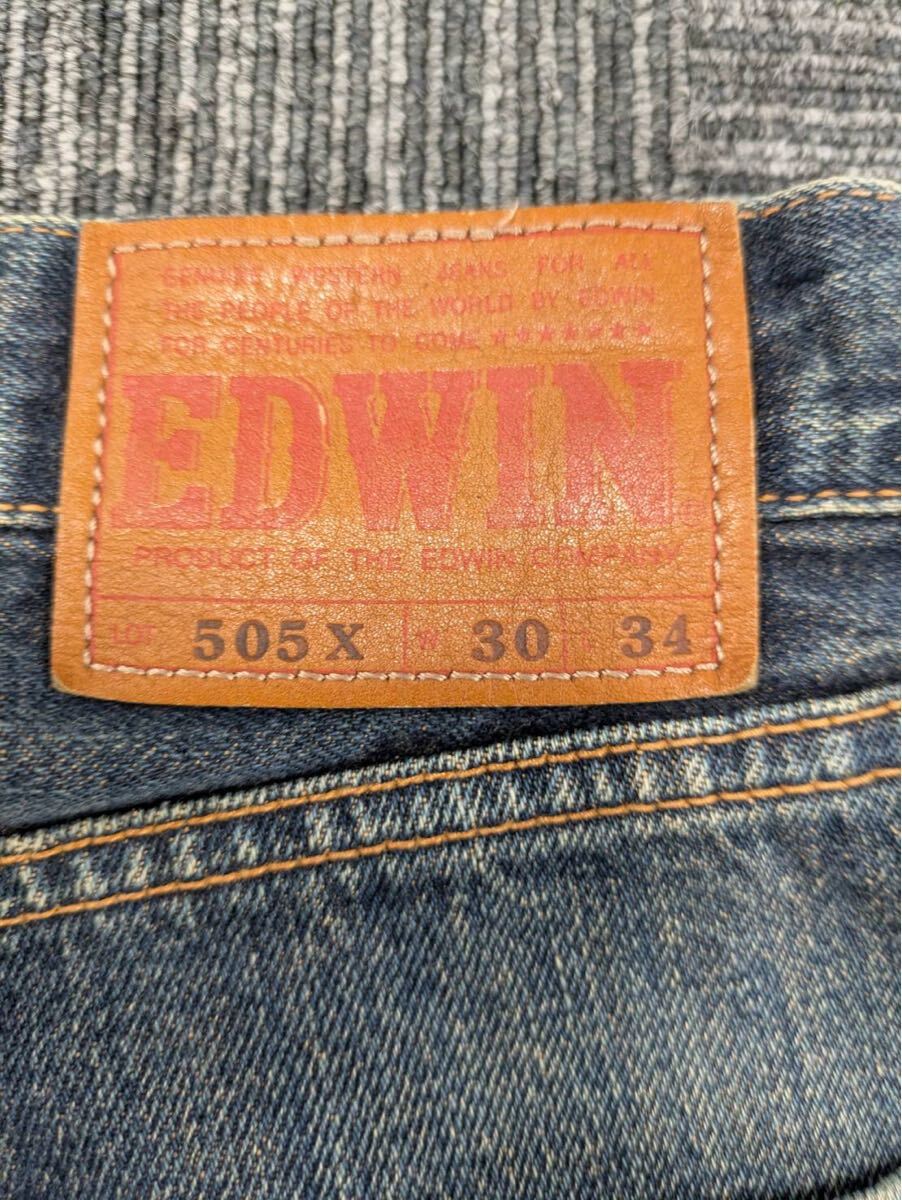 GENUINE WESTERN JEANS FOR ALL
THE PEOPLE OF THE WORLD BY EDWIN
FOR CENTURIES TO COME ★★★★★★★
EDWIN
PRODUCT OF THE EDWIN COMPANY
LOT 505X W 30 L 34